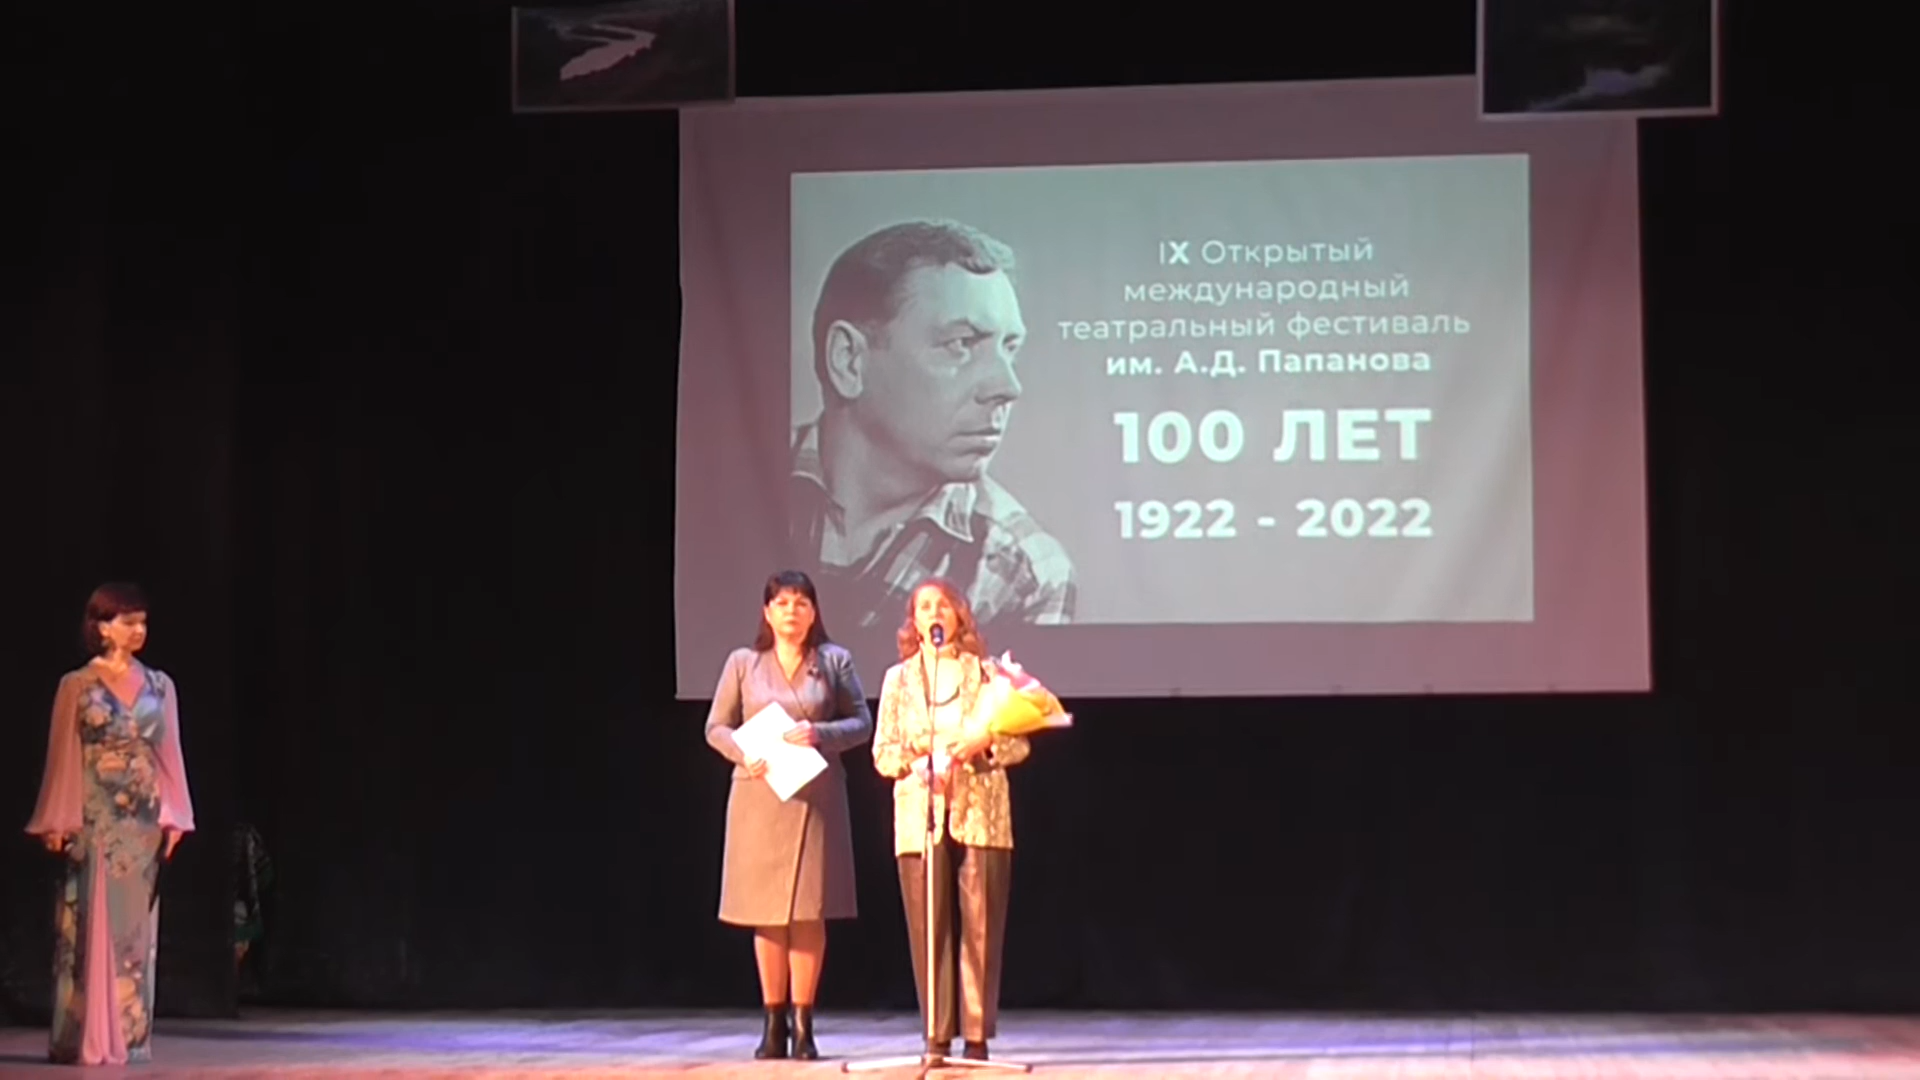 IX Открытый
международный
театральный фестиваль
им. А.Д. Папанова
100 ЛЕТ
1922 - 2022